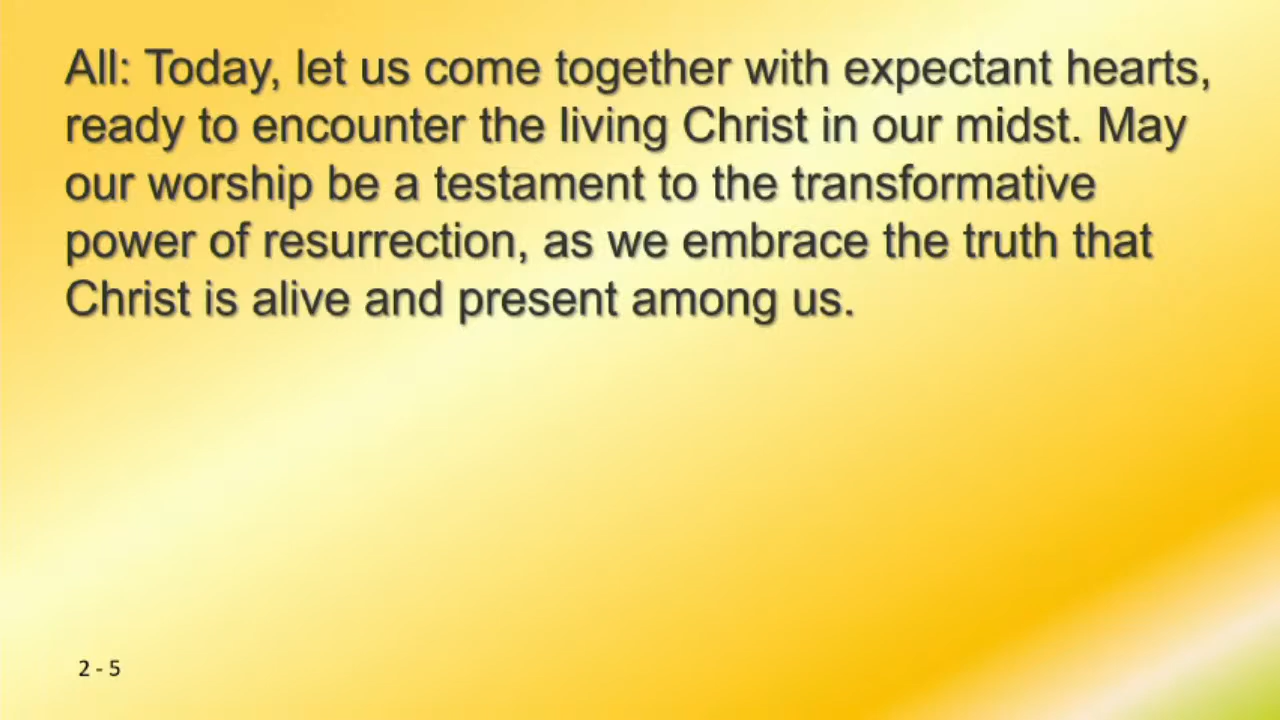 All: Today, let us come together with expectant hearts,
ready to encounter the living Christ in our midst. May
our worship be a testament to the transformative
power of resurrection, as we embrace the truth that
Christ is alive and present among us.
2 - 5